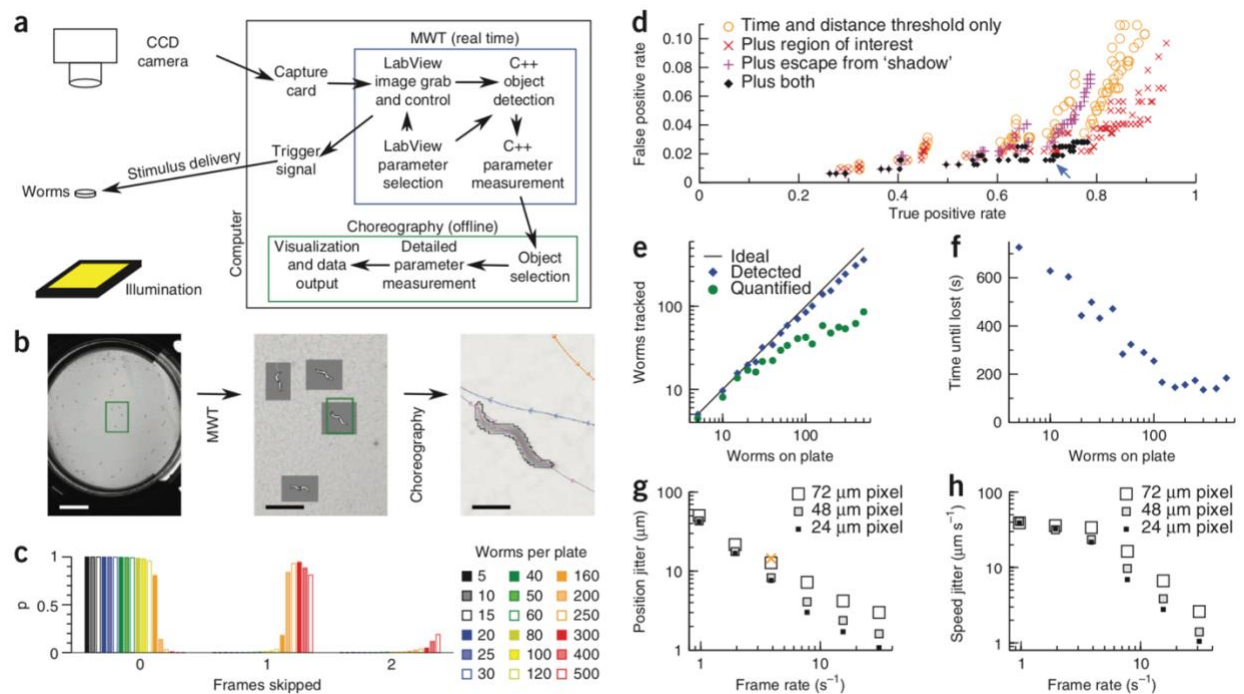 a
CCD
camera
Capture
card
MWT (real time)
LabView
image grab
and control
C++
object
detection
LabView
parameter
selection
C++
parameter
measurement
Trigger
signal
Stimulus delivery
Worms
Illumination
Computer
Choreography (offline)
Visualization
and data
output
Detailed
parameter
measurement
Object
selection
b
MWT
Choreography
c
p
1
0.5
0
0
1
2
Frames skipped
Worms per plate
5
40
160
10
50
200
15
60
250
20
80
300
25
100
400
30
120
500
d
Time and distance threshold only
Plus region of interest
Plus escape from ‘shadow’
Plus both
False positive rate
0.10
0.08
0.06
0.04
0.02
0
0
0.2
0.4
0.6
0.8
1
True positive rate
e
Ideal
Detected
Quantified
Worms tracked
100
10
10
100
Worms on plate
f
Time until lost (s)
600
400
200
0
10
100
Worms on plate
g
72 µm pixel
48 µm pixel
24 µm pixel
Position jitter (µm)
100
10
1
1
10
Frame rate (s⁻¹)
h
72 µm pixel
48 µm pixel
24 µm pixel
Speed jitter (µm s⁻¹)
100
10
1
1
10
Frame rate (s⁻¹)